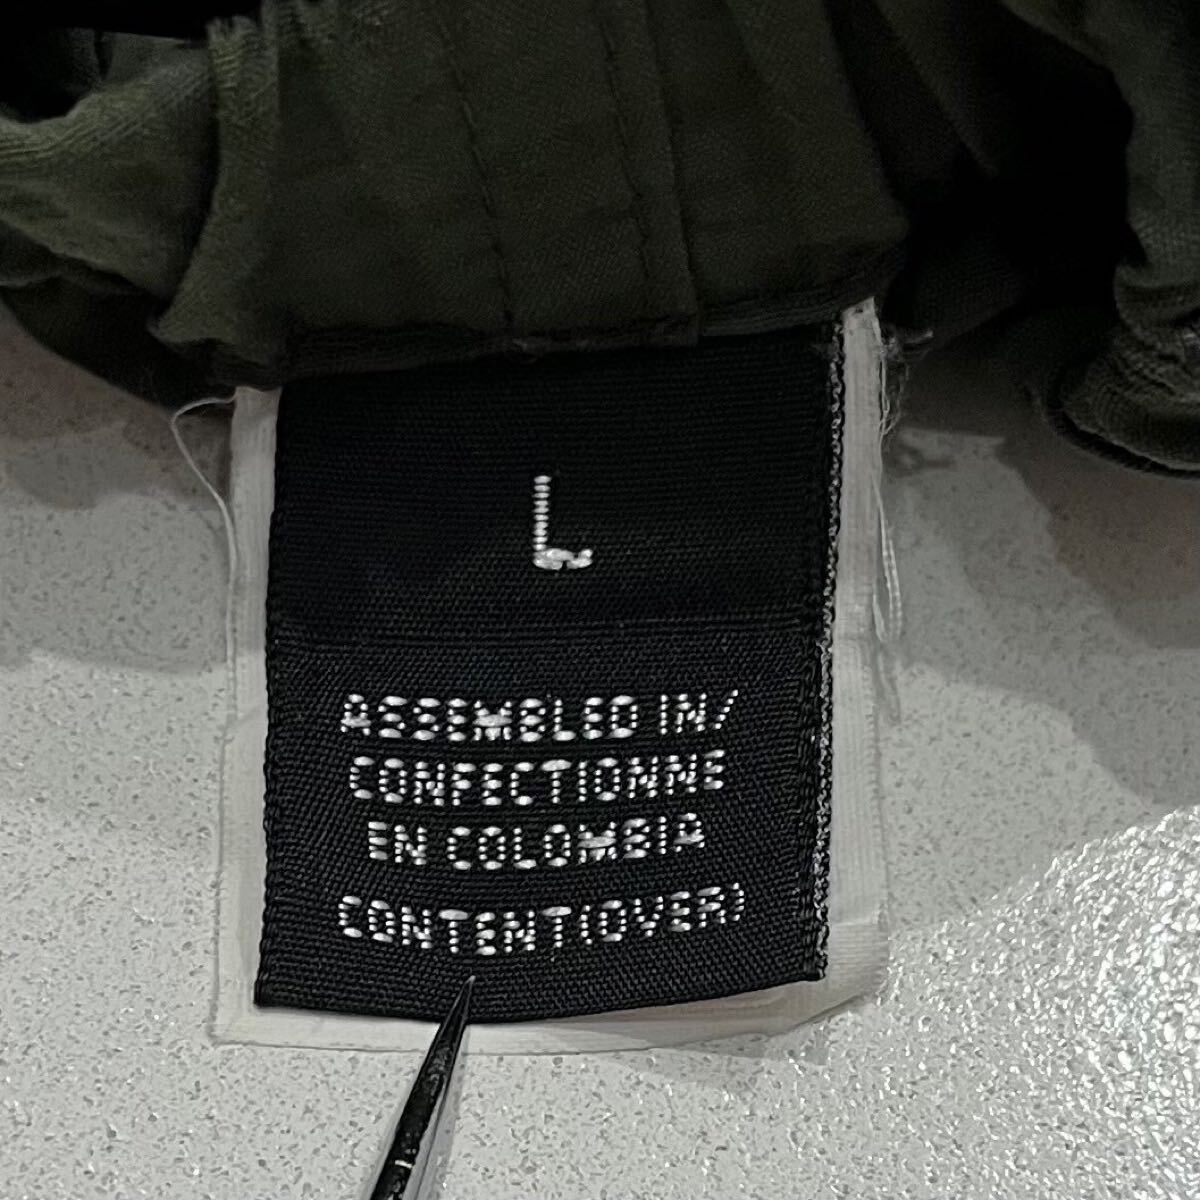 L
ASSEMBLED IN/
CONFECTIONNE
EN COLOMBIA
CONTENT(OVER)